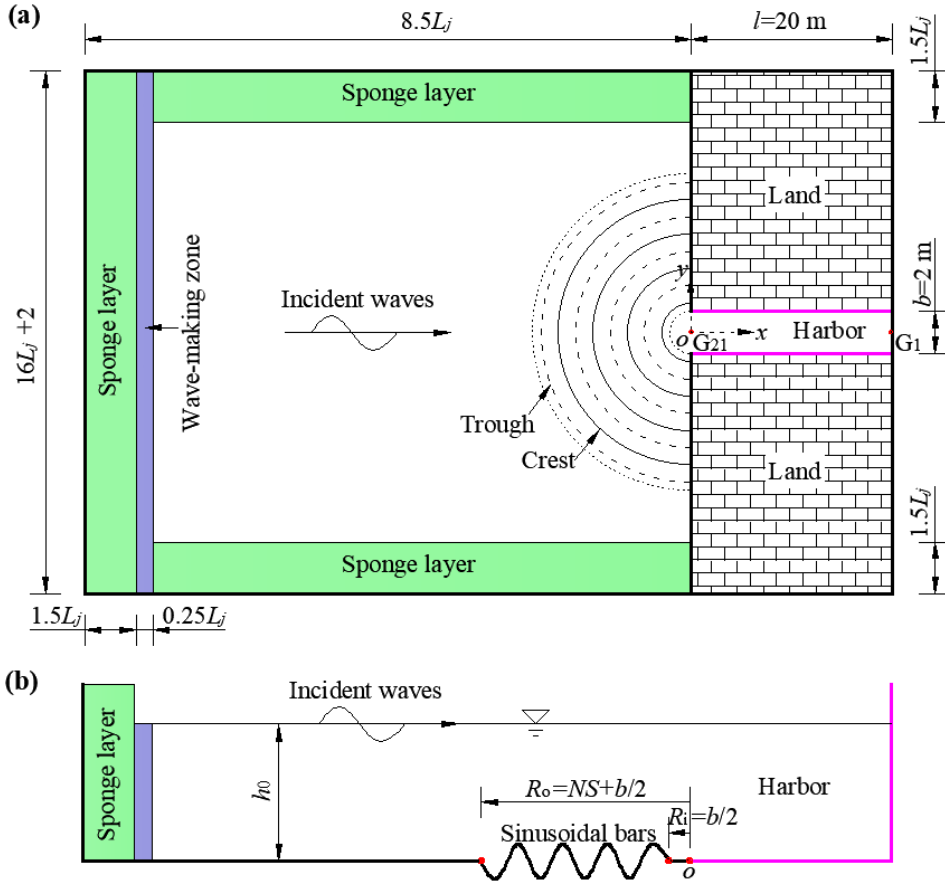 (a)
8.5Lj
l=20 m
1.5Lj
Sponge layer
Land
16Lj+2
Sponge layer
Wave-making zone
Incident waves
y
b=2 m
o
G21
x
Harbor
G1
Trough
Crest
Land
Sponge layer
1.5Lj
1.5Lj
0.25Lj
(b)
Sponge layer
Incident waves
h0
Ro=NS+b/2
Harbor
Ri=b/2
Sinusoidal bars
o